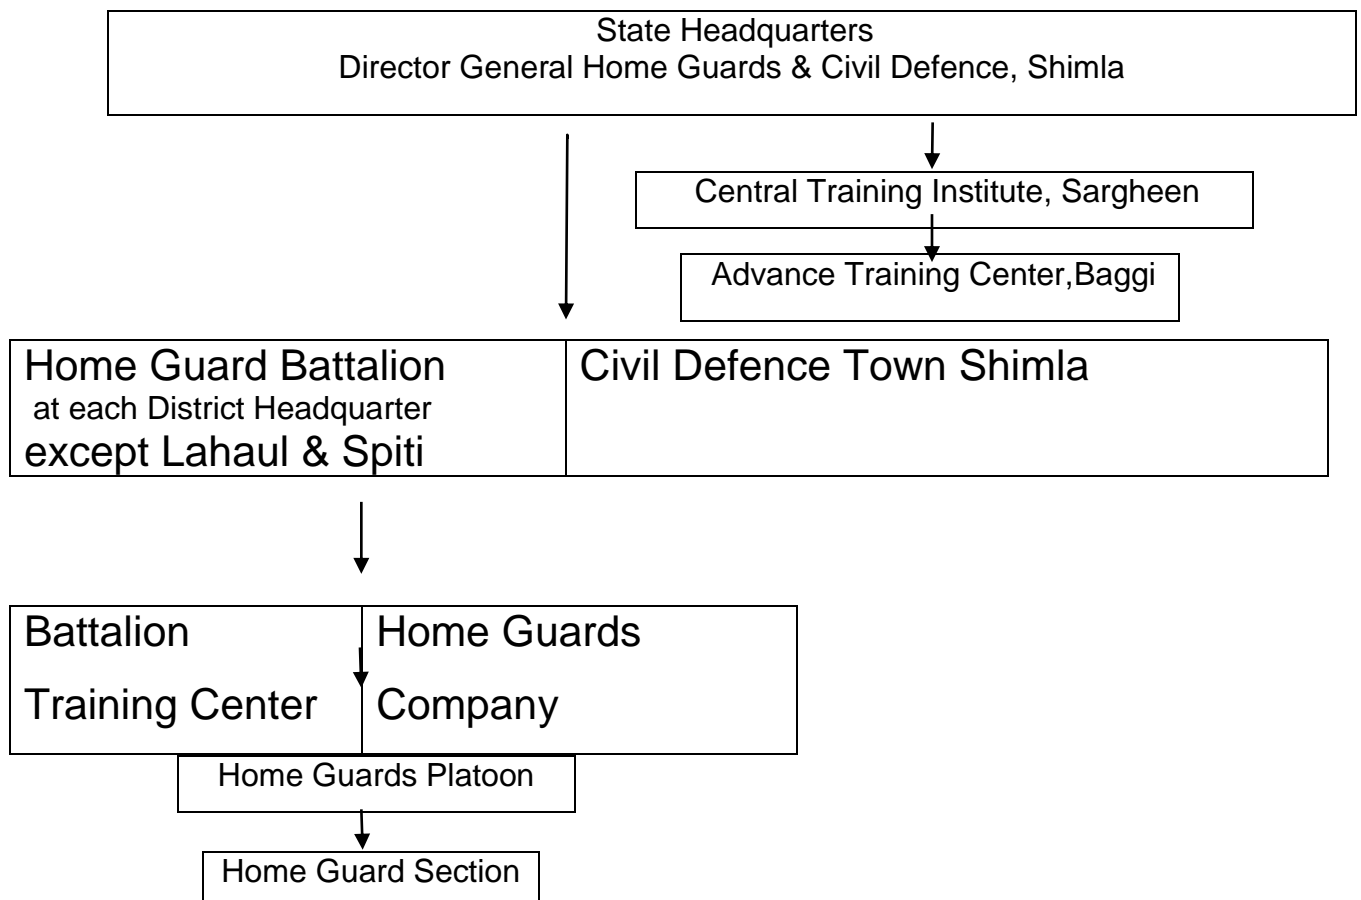 State Headquarters
Director General Home Guards & Civil Defence, Shimla
Central Training Institute, Sargheen
Advance Training Center,Baggi
Home Guard Battalion
at each District Headquarter
except Lahaul & Spiti
Civil Defence Town Shimla
Battalion
Training Center
Home Guards
Company
Home Guards Platoon
Home Guard Section